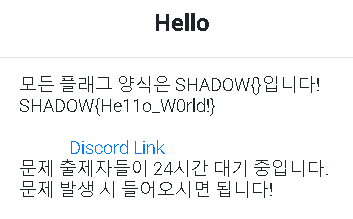 Hello
모든 플래그 양식은 SHADOW{}입니다!
SHADOW{He11o_W0rld!}
Discord Link
문제 출제자들이 24시간 대기 중입니다.
문제 발생 시 들어오시면 됩니다!